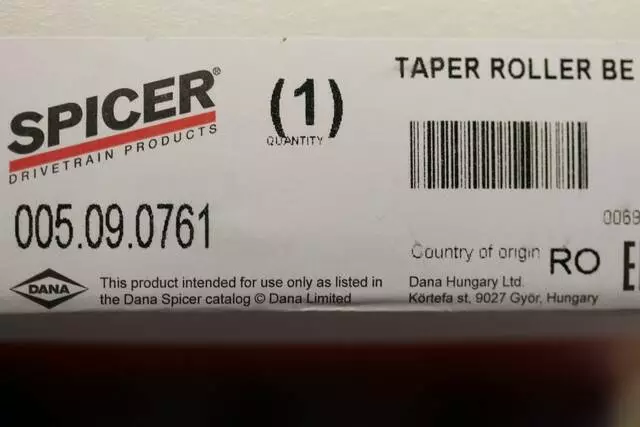 SPICER®
DRIVETRAIN PRODUCTS
(1)
QUANTITY
TAPER ROLLER BE
005.09.0761
0069
Country of origin RO
DANA
This product intended for use only as listed in
the Dana Spicer catalog © Dana Limited
Dana Hungary Ltd.
Körtefa st, 9027 Győr, Hungary